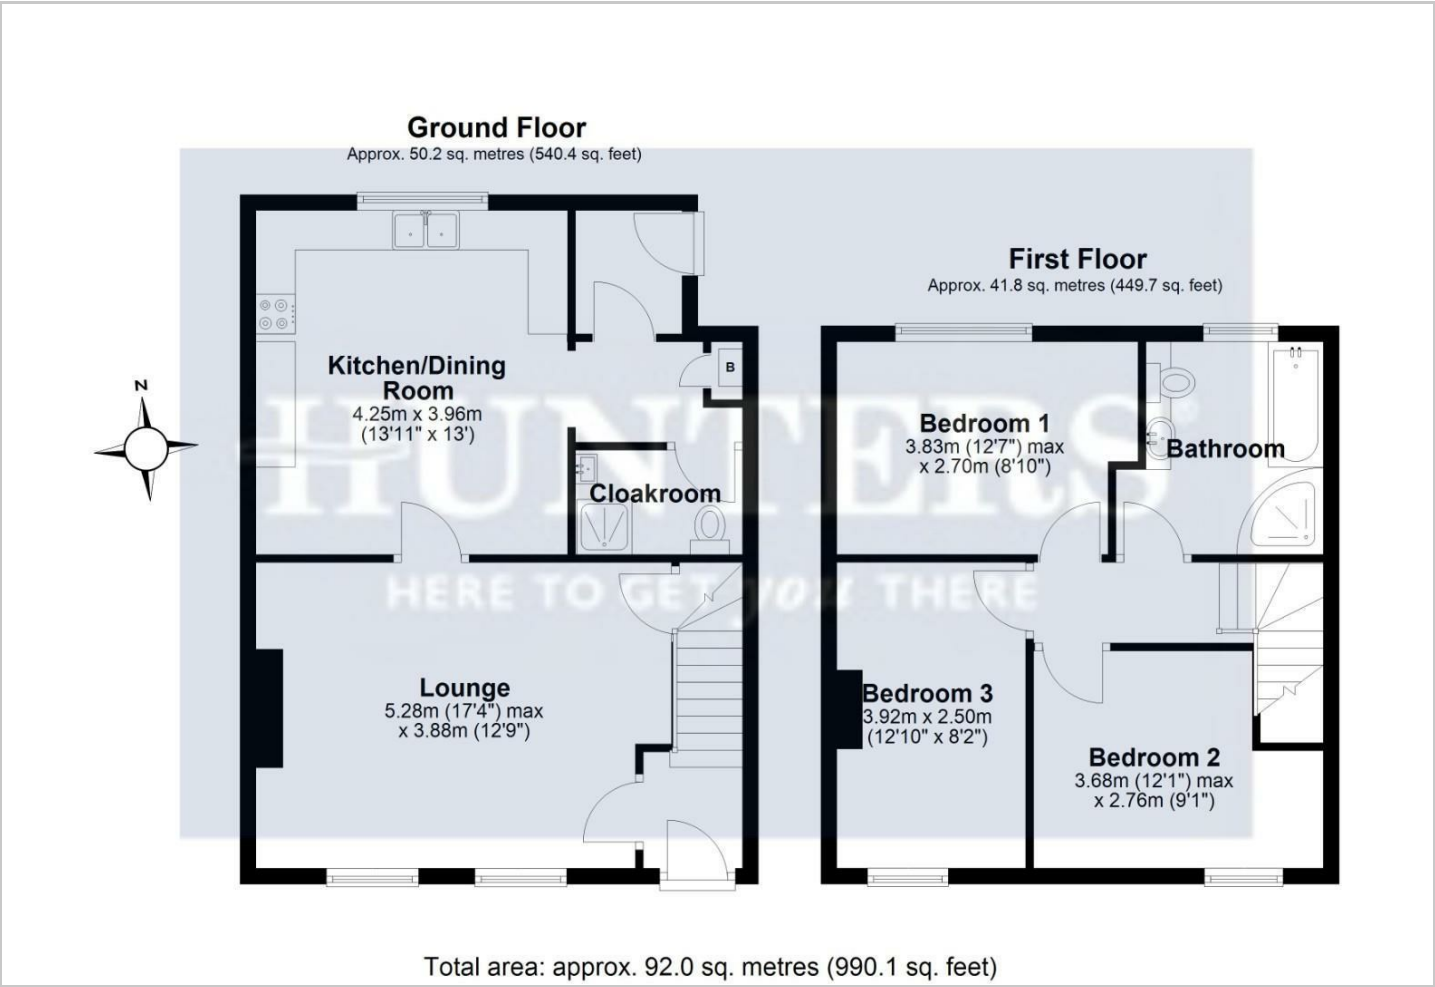 Ground Floor
Approx. 50.2 sq. metres (540.4 sq. feet)
First Floor
Approx. 41.8 sq. metres (449.7 sq. feet)
Kitchen/Dining
Room
4.25m x 3.96m
(13'11" x 13')
B
N
Cloakroom
Bedroom 1
3.83m (12'7") max
x 2.70m (8'10")
Bathroom
HUNTERS®
HERE TO GET you THERE
Lounge
5.28m (17'4") max
x 3.88m (12'9")
Bedroom 3
3.92m x 2.50m
(12'10" x 8'2")
Bedroom 2
3.68m (12'1") max
x 2.76m (9'1")
Total area: approx. 92.0 sq. metres (990.1 sq. feet)